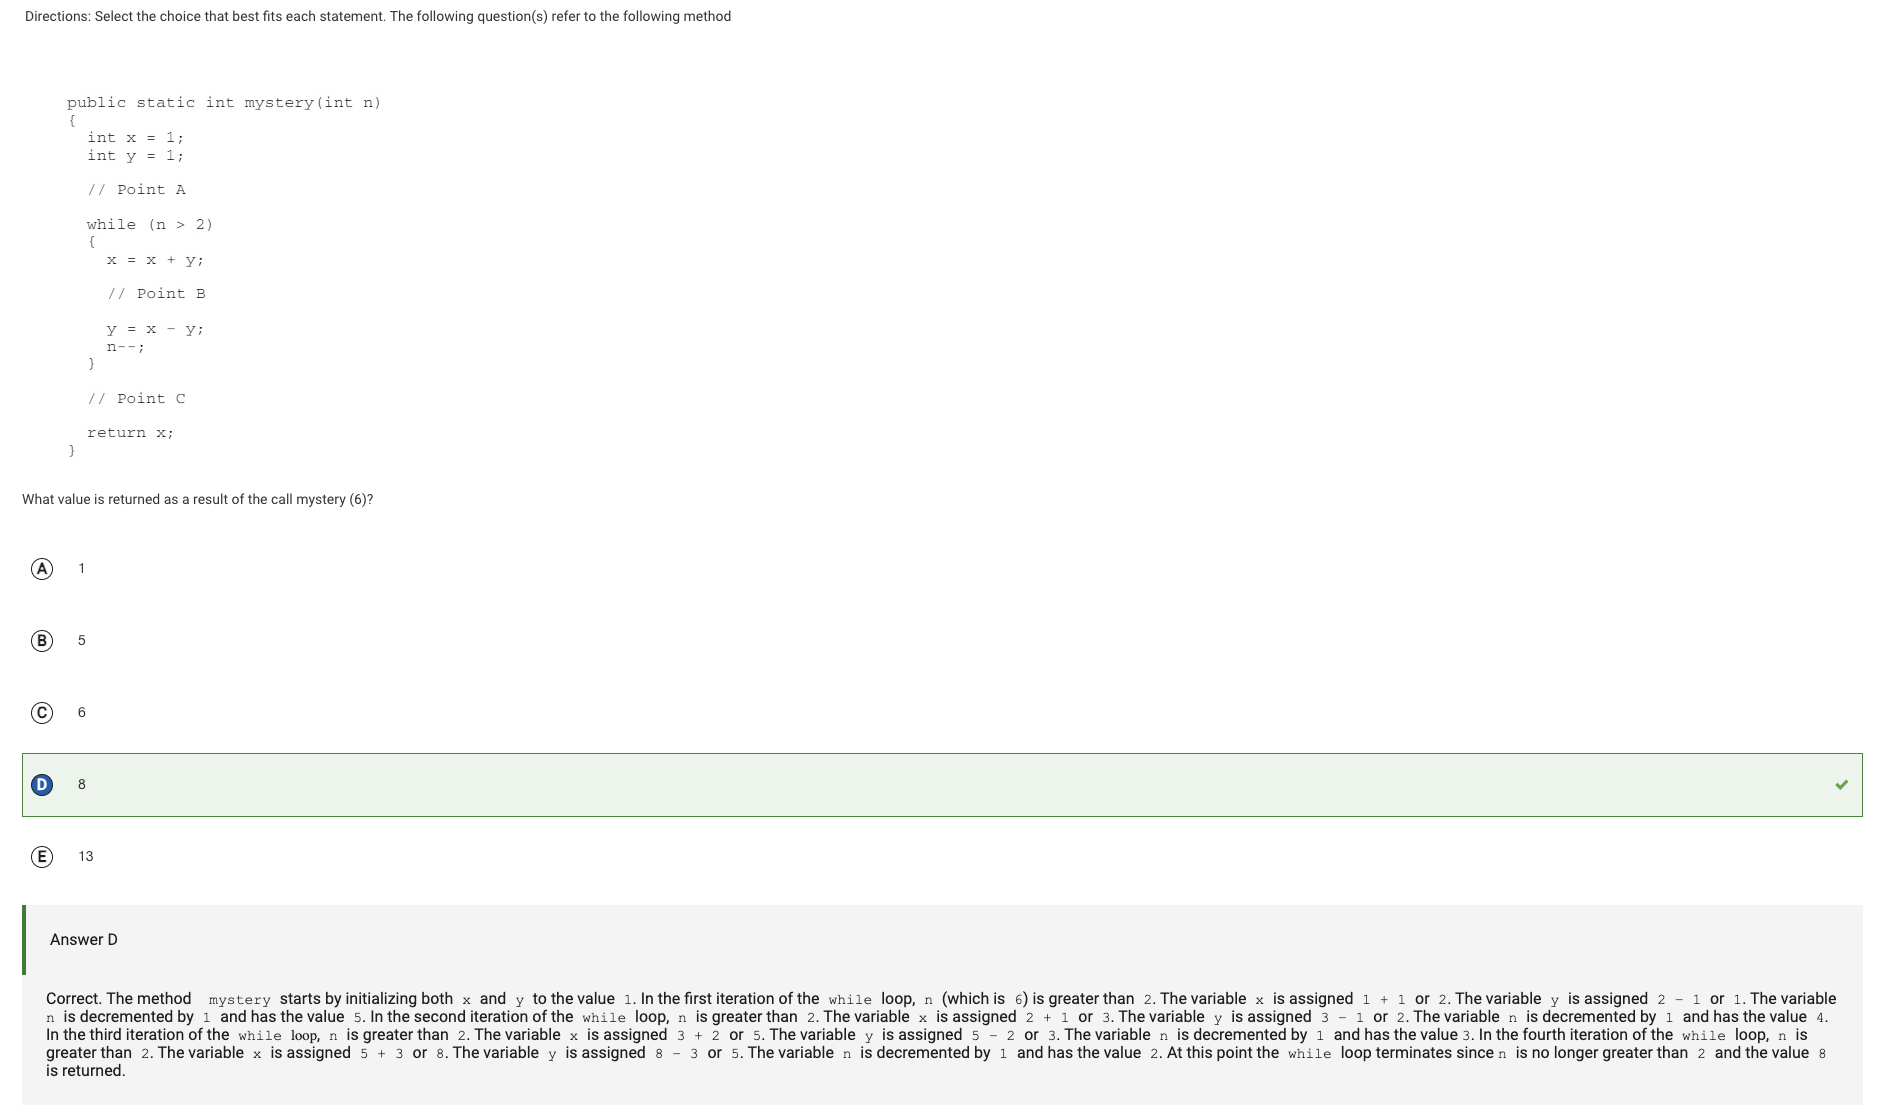 Directions: Select the choice that best fits each statement. The following question(s) refer to the following method
public static int mystery(int n)
{
int x = 1;
int y = 1;
// Point A
while (n > 2)
{
x = x + y;
// Point B
y = x - y;
n--;
}
// Point C
return x;
}
What value is returned as a result of the call mystery (6)?
A 1
B 5
C 6
D 8
E 13
Answer D
Correct. The method mystery starts by initializing both x and y to the value 1. In the first iteration of the while loop, n (which is 6) is greater than 2. The variable x is assigned 1 + 1 or 2. The variable y is assigned 2 - 1 or 1. The variable
n is decremented by 1 and has the value 5. In the second iteration of the while loop, n is greater than 2. The variable x is assigned 2 + 1 or 3. The variable y is assigned 3 - 1 or 2. The variable n is decremented by 1 and has the value 4.
In the third iteration of the while loop, n is greater than 2. The variable x is assigned 3 + 2 or 5. The variable y is assigned 5 - 2 or 3. The variable n is decremented by 1 and has the value 3. In the fourth iteration of the while loop, n is
greater than 2. The variable x is assigned 5 + 3 or 8. The variable y is assigned 8 - 3 or 5. The variable n is decremented by 1 and has the value 2. At this point the while loop terminates since n is no longer greater than 2 and the value 8
is returned.